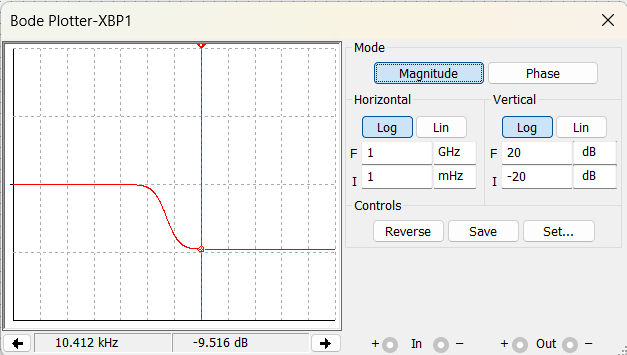 Bode Plotter-XBP1
Mode
Magnitude Phase
Horizontal Vertical
Log Lin Log Lin
F 1 GHz F 20 dB
I 1 mHz I -20 dB
Controls
Reverse Save Set...
10.412 kHz -9.516 dB + In − + Out −